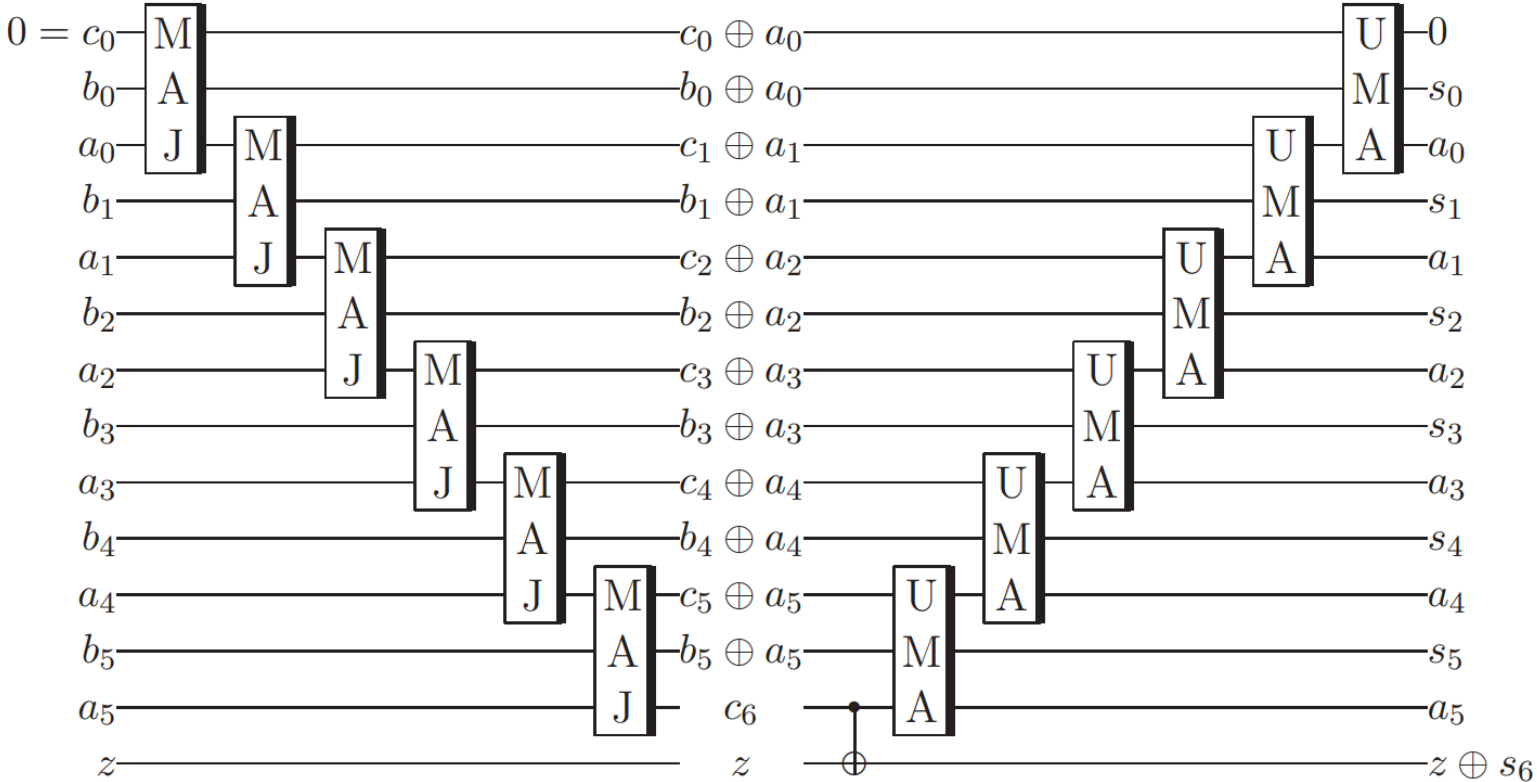 0 = c₀ M A J c₀ ⊕ a₀ U M A 0
b₀ b₀ ⊕ a₀ s₀
a₀ M A J c₁ ⊕ a₁ U M A a₀
b₁ b₁ ⊕ a₁ s₁
a₁ M A J c₂ ⊕ a₂ U M A a₁
b₂ b₂ ⊕ a₂ s₂
a₂ M A J c₃ ⊕ a₃ U M A a₂
b₃ b₃ ⊕ a₃ s₃
a₃ M A J c₄ ⊕ a₄ U M A a₃
b₄ b₄ ⊕ a₄ s₄
a₄ M A J c₅ ⊕ a₅ U M A a₄
b₅ b₅ ⊕ a₅ s₅
a₅ c₆ a₅
z z z ⊕ s₆